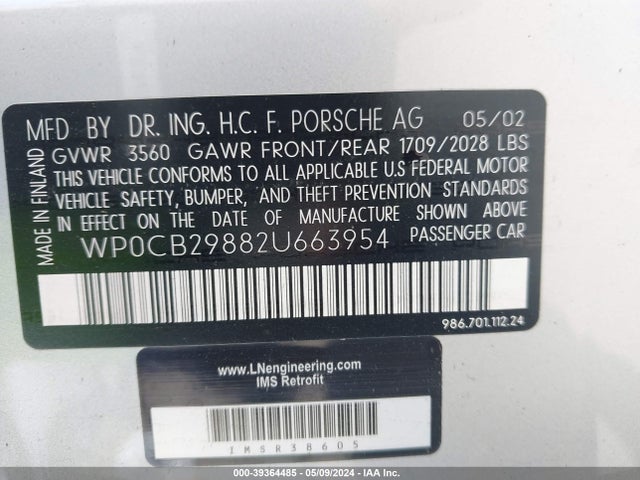 MFD BY DR. ING. H.C. F. PORSCHE AG 05/02
GVWR 3560 GAWR FRONT/REAR 1709/2028 LBS
THIS VEHICLE CONFORMS TO ALL APPLICABLE U.S FEDERAL MOTOR
VEHICLE SAFETY, BUMPER, AND THEFT PREVENTION STANDARDS
IN EFFECT ON THE DATE OF MANUFACTURE SHOWN ABOVE
WP0CB29882U663954 PASSENGER CAR
MADE IN FINLAND
986.701.112.24
www.LNengineering.com
IMS Retrofit
IMSR38605
000-39364485 - 05/09/2024 - IAA Inc.